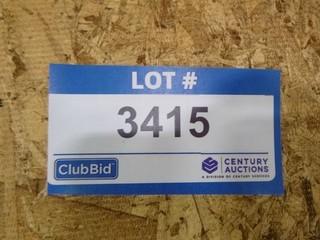 LOT #
3415
ClubBid
CENTURY
AUCTIONS
A DIVISION OF CENTURY SERVICES